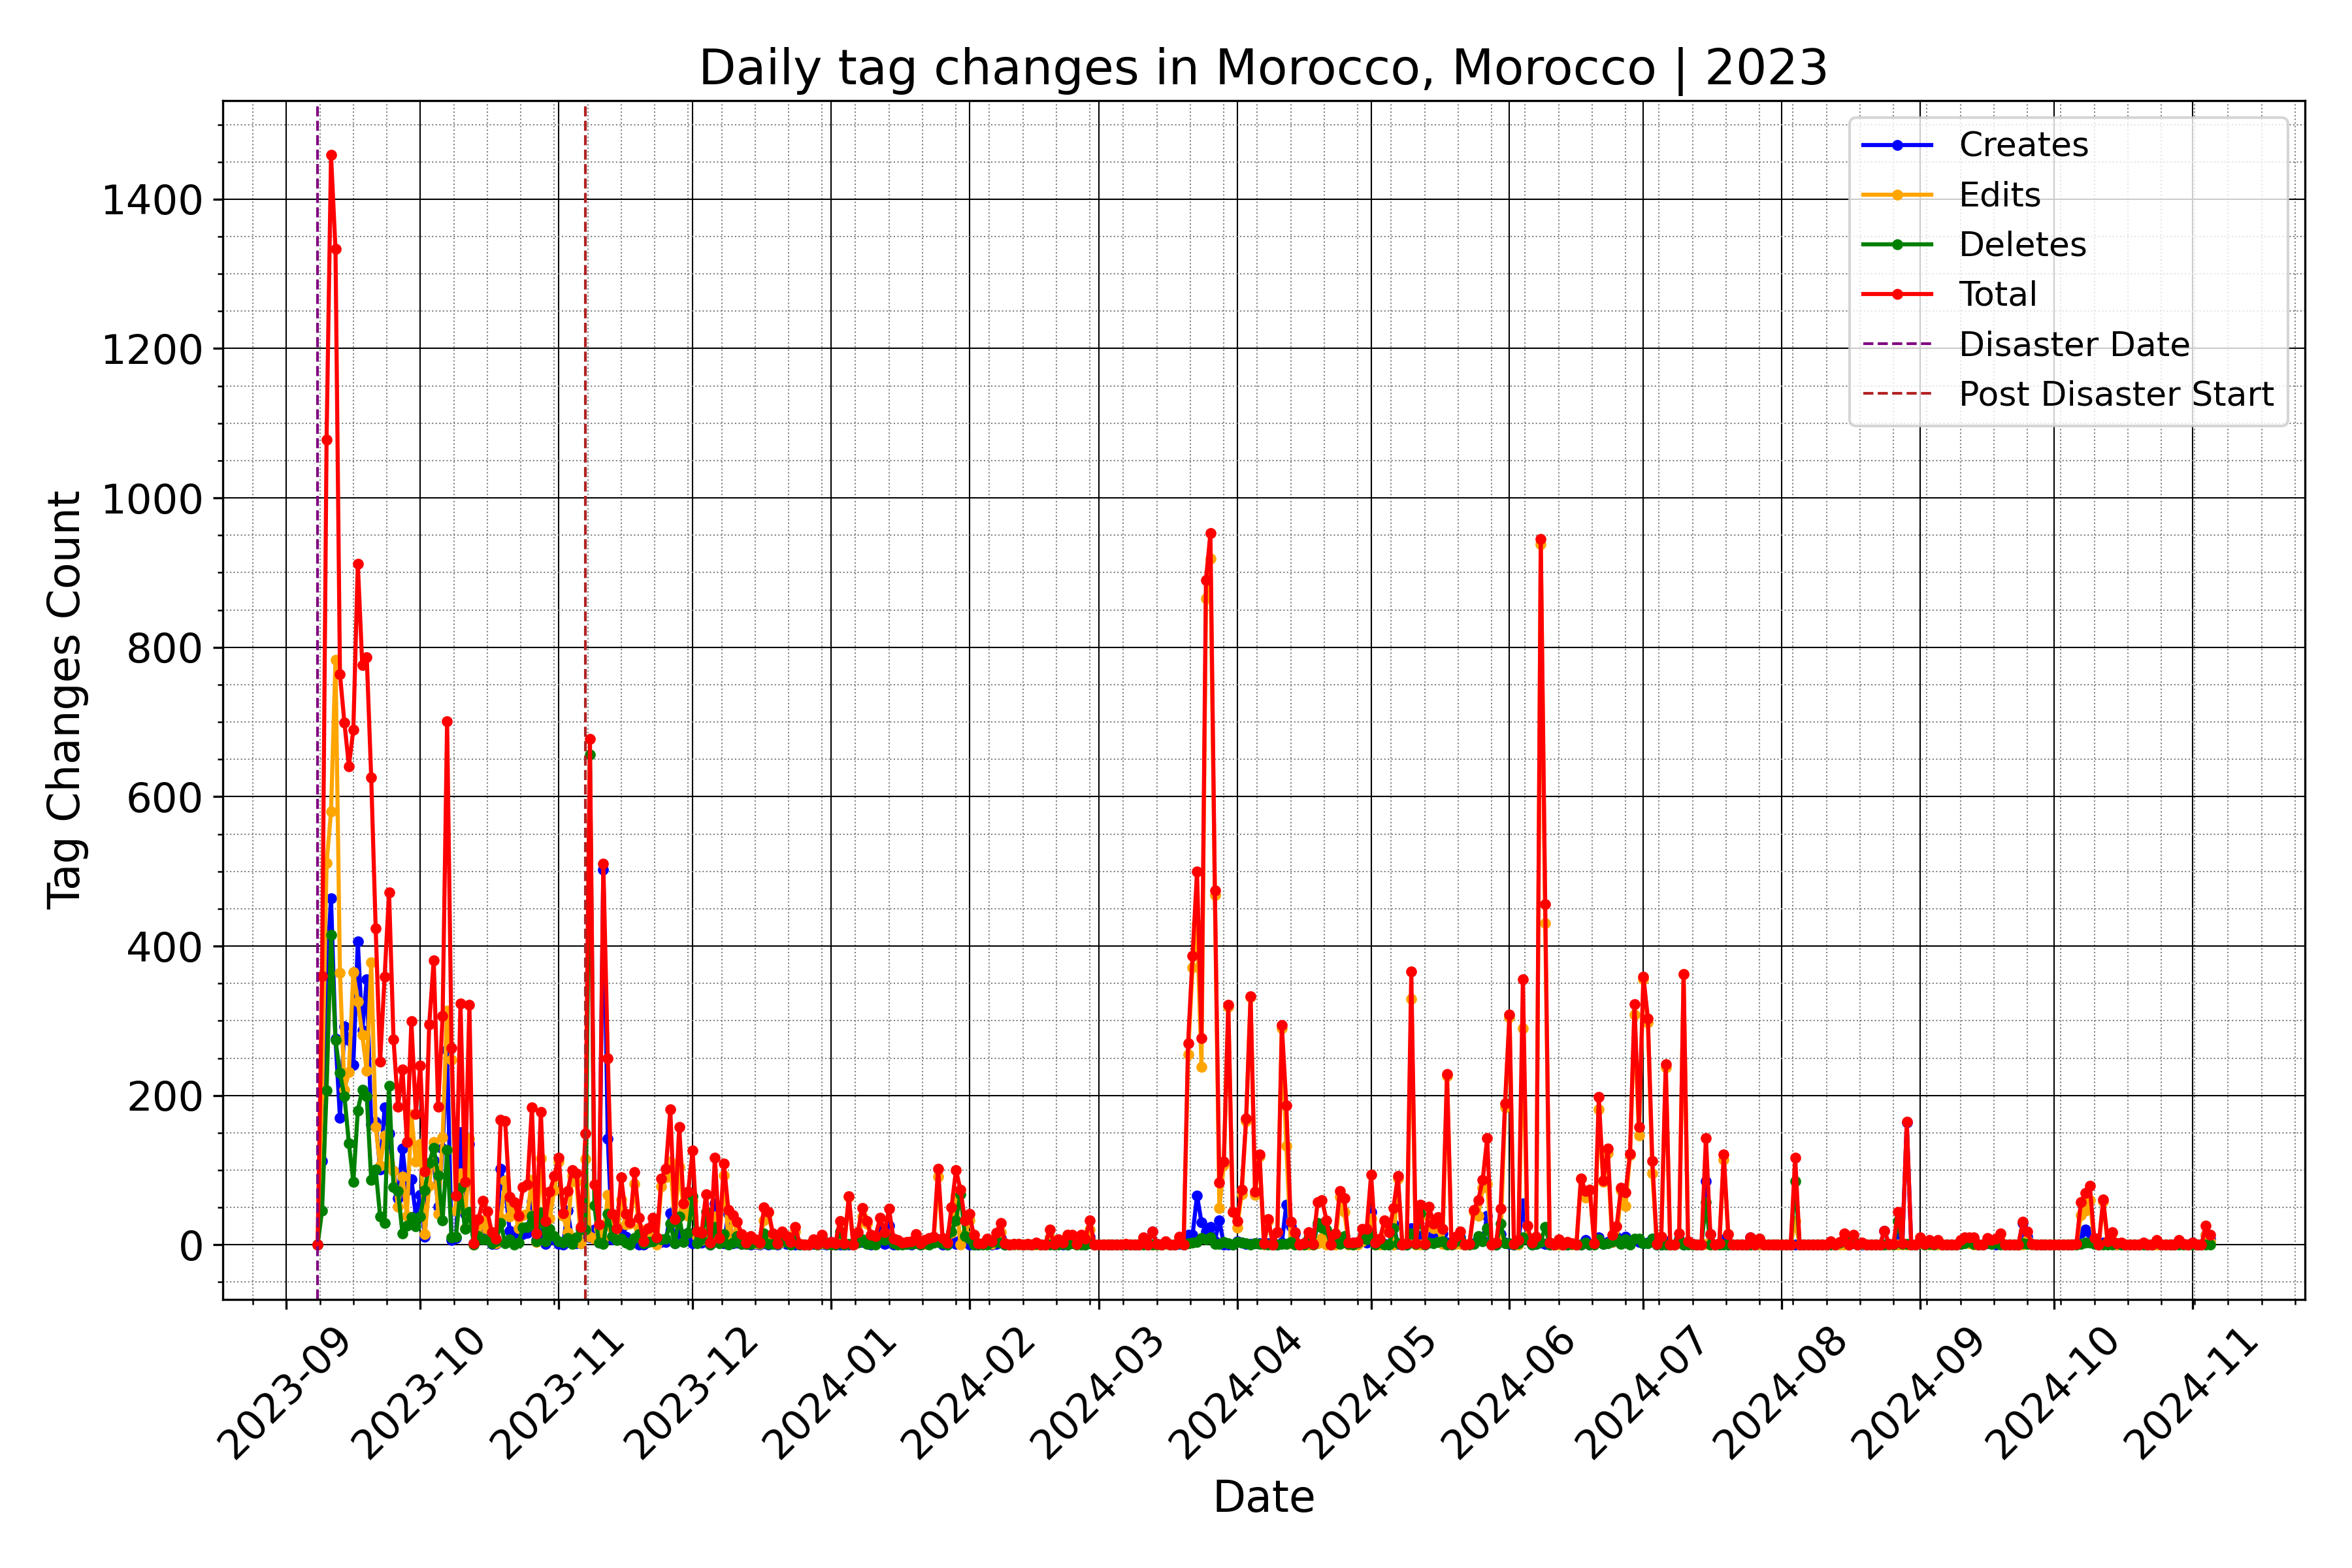 Daily tag changes in Morocco, Morocco | 2023
Creates
Edits
Deletes
Total
Disaster Date
Post Disaster Start
Tag Changes Count
1400
1200
1000
800
600
400
200
0
2023-09
2023-10
2023-11
2023-12
2024-01
2024-02
2024-03
2024-04
2024-05
2024-06
2024-07
2024-08
2024-09
2024-10
2024-11
Date